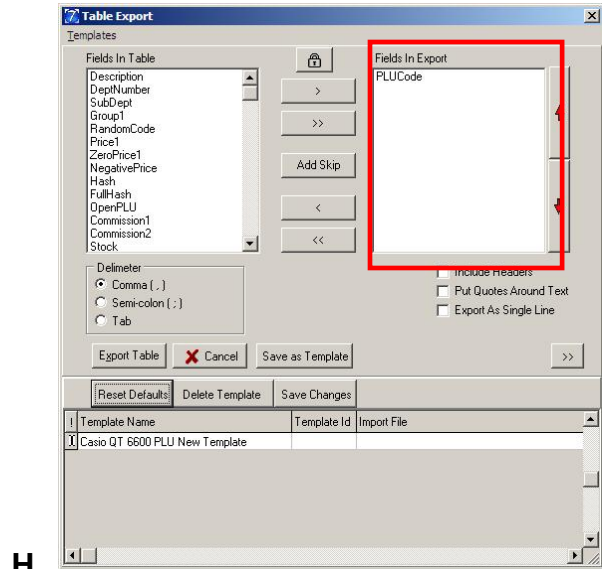 Table Export
Templates
Fields In Table
Description
DeptNumber
SubDept
Group1
RandomCode
Price1
ZeroPrice1
NegativePrice
Hash
FullHash
OpenPLU
Commission1
Commission2
Stock
>
>>
Add Skip
<
<<
Fields In Export
PLUCode
Delimeter
Comma ( , )
Semi-colon ( ; )
Tab
Include Headers
Put Quotes Around Text
Export As Single Line
Export Table
Cancel
Save as Template
>>
Reset Defaults
Delete Template
Save Changes
! Template Name Template Id Import File
Casio QT 6600 PLU New Template
H